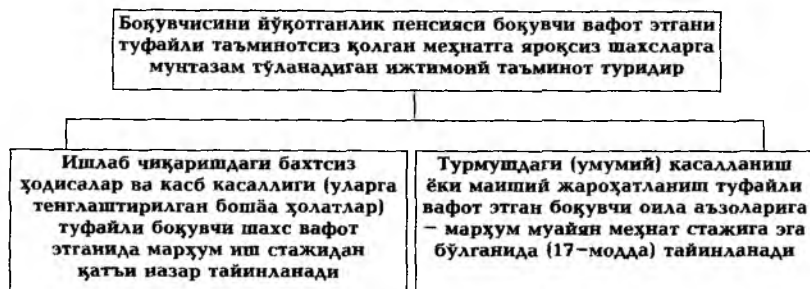 Боқувчисини йўқотганлик пенсияси боқувчи вафот этгани
туфайли таъминотсиз қолган меҳнатга яроқсиз шахсларга
мунтазам тўланадиган ижтимоий таъминот туридир
Ишлаб чиқаришдаги бахтсиз
ҳодисалар ва касб касаллиги (уларга
тенглаштирилган бошāа ҳолатлар)
туфайли боқувчи шахс вафот
этганида марҳум иш стажидан
қатъи назар тайинланади
Турмушдаги (умумий) касалланиш
ёки маиший жароҳатланиш туфайли
вафот этган боқувчи оила аъзоларига
– марҳум муайян меҳнат стажига эга
бўлганида (17–модда) тайинланади